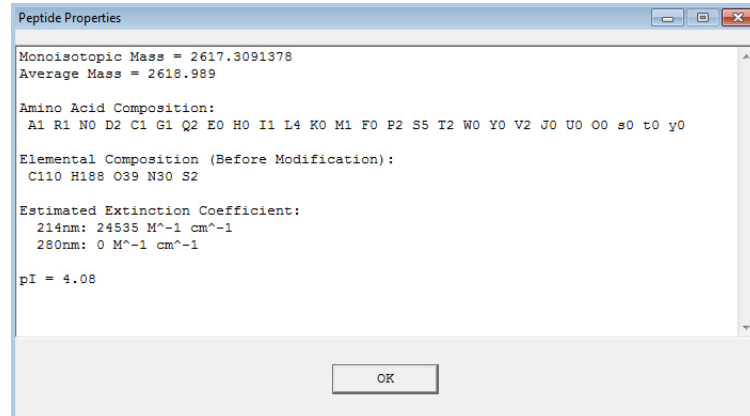 Peptide Properties
Monoisotopic Mass = 2617.3091378
Average Mass = 2618.989
Amino Acid Composition:
A1 R1 N0 D2 C1 G1 Q2 E0 H0 I1 L4 K0 M1 F0 P2 S5 T2 W0 Y0 V2 J0 U0 O0 s0 t0 y0
Elemental Composition (Before Modification):
C110 H188 O39 N30 S2
Estimated Extinction Coefficient:
214nm: 24535 M^-1 cm^-1
280nm: 0 M^-1 cm^-1
pI = 4.08
OK